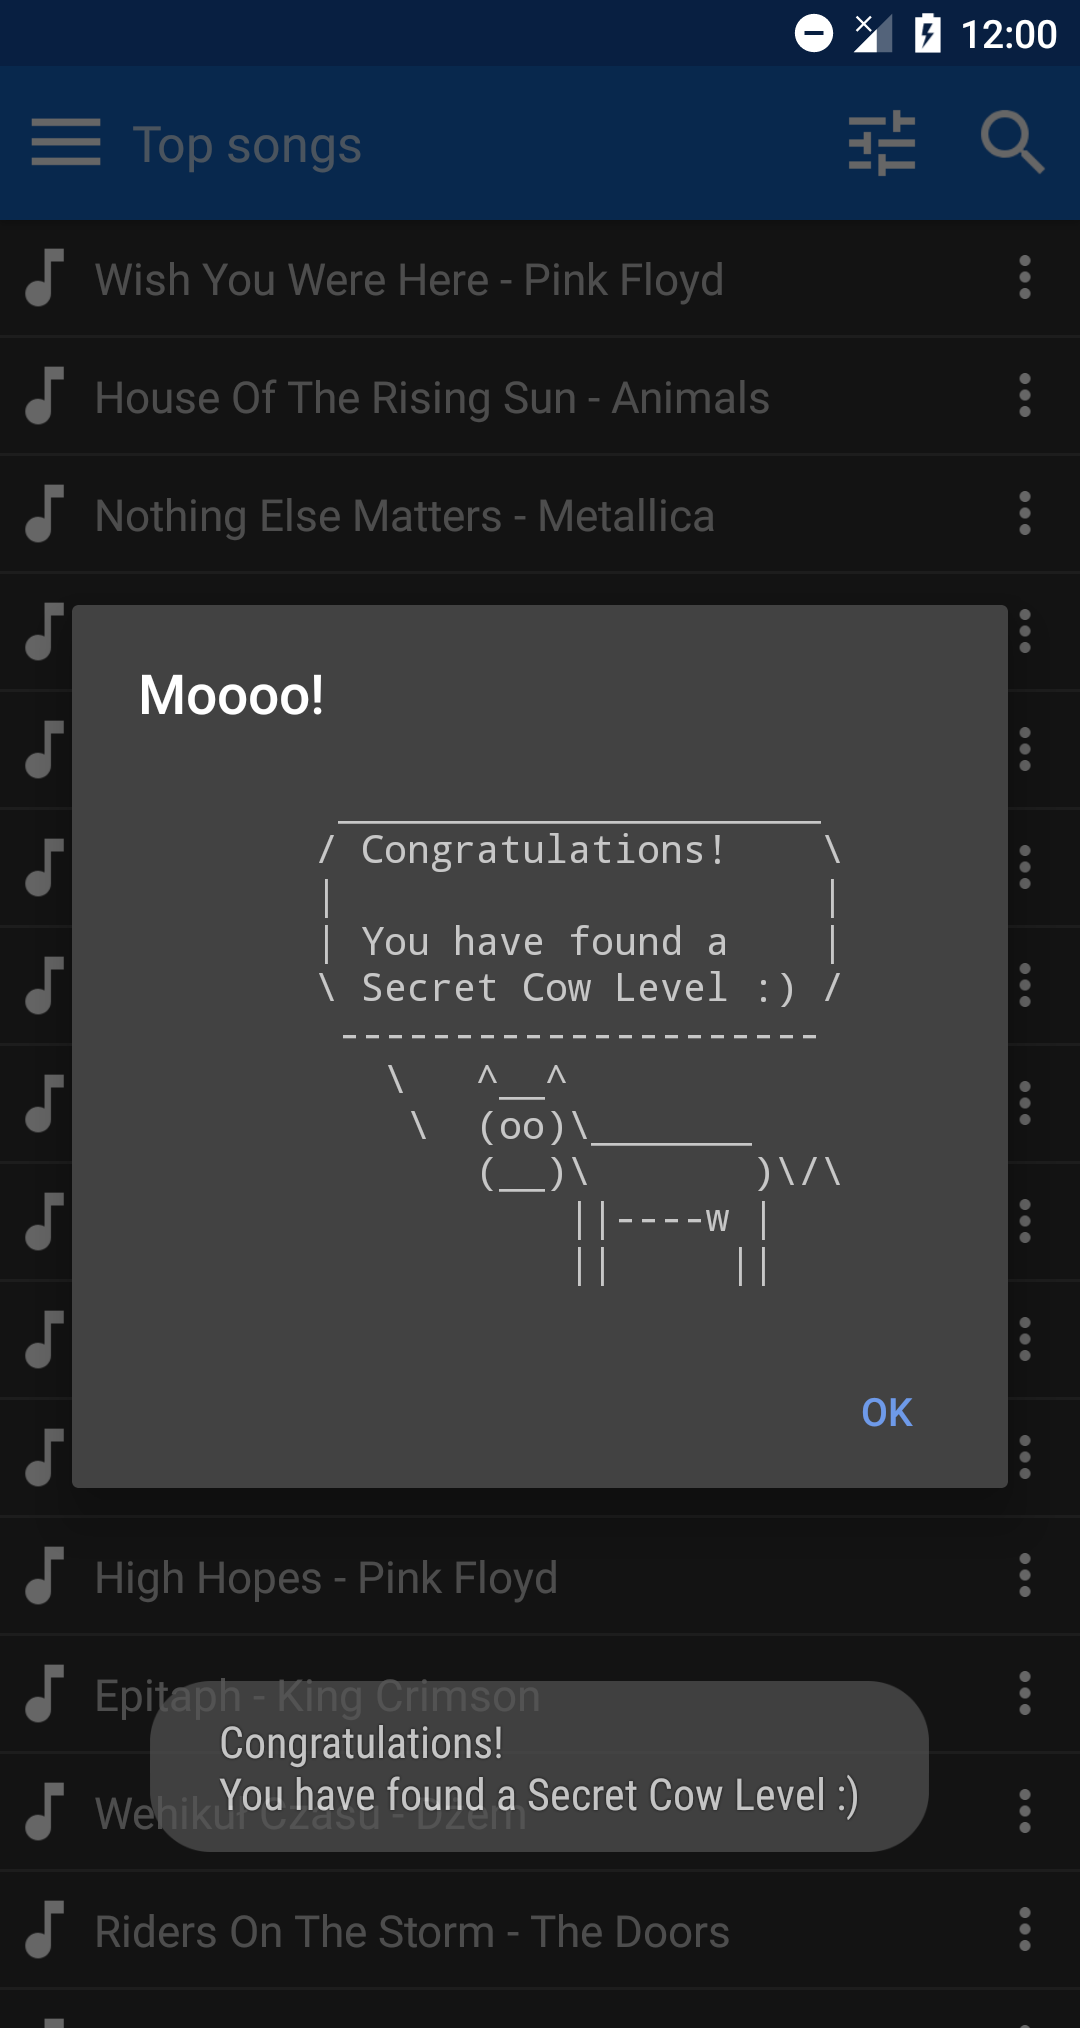 12:00
Top songs
Wish You Were Here - Pink Floyd
House Of The Rising Sun - Animals
Nothing Else Matters - Metallica
Moooo!
 _____________________
/ Congratulations!    \
|                     |
| You have found a    |
\ Secret Cow Level :) /
 ---------------------
   \   ^__^
    \  (oo)\_______
       (__)\       )\/\
           ||----w |
           ||     ||
OK
High Hopes - Pink Floyd
Epitaph - King Crimson
Congratulations!
You have found a Secret Cow Level :)
Wehikuł Czasu - Dżem
Riders On The Storm - The Doors